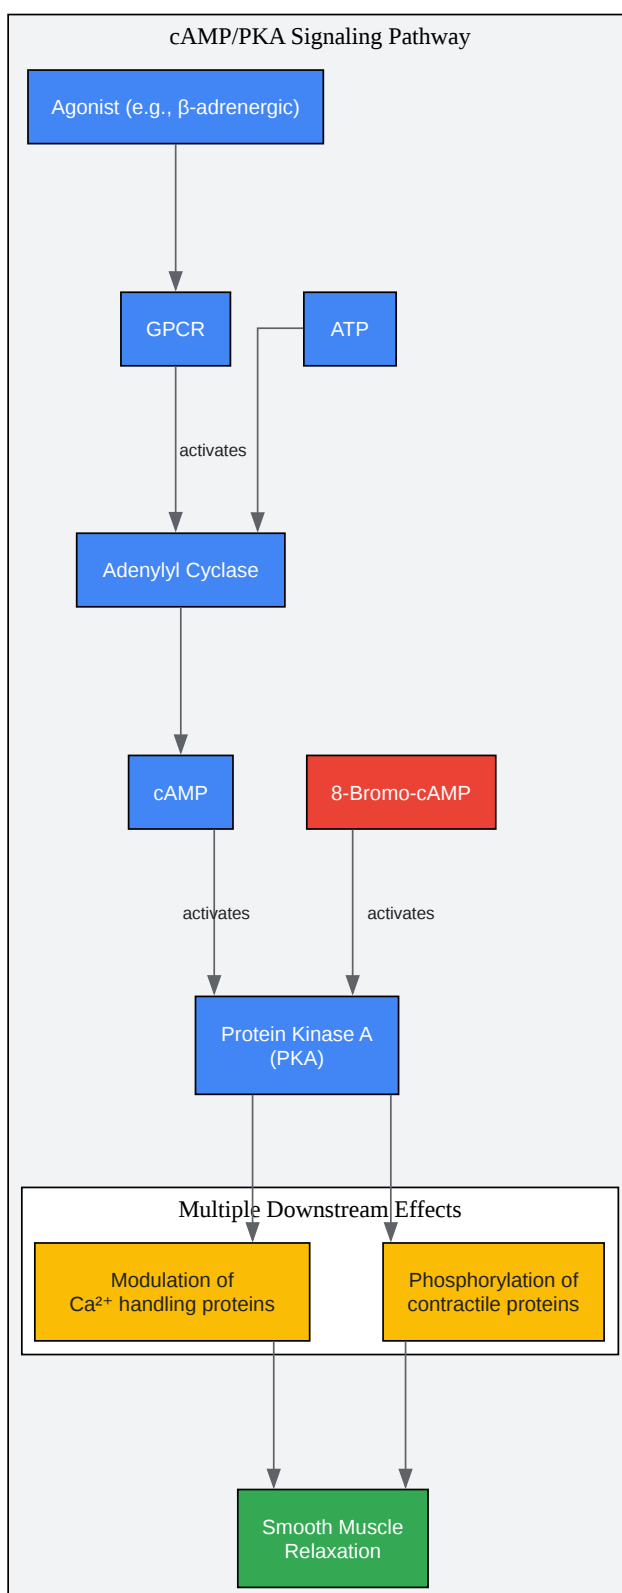 cAMP/PKA Signaling Pathway
Agonist (e.g., β-adrenergic)
GPCR
ATP
activates
Adenylyl Cyclase
cAMP
8-Bromo-cAMP
activates
activates
Protein Kinase A
(PKA)
Multiple Downstream Effects
Modulation of
Ca²⁺ handling proteins
Phosphorylation of
contractile proteins
Smooth Muscle
Relaxation